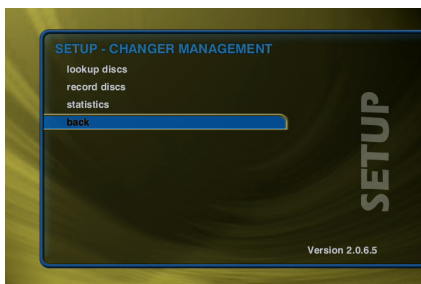 SETUP - CHANGER MANAGEMENT
lookup discs
record discs
statistics
back
SETUP
Version 2.0.6.5